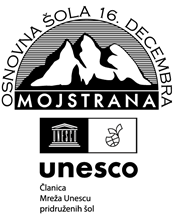 OSNOVNA ŠOLA 16. DECEMBRA
MOJSTRANA
unesco
Članica
Mreža Unescu
pridruženih šol